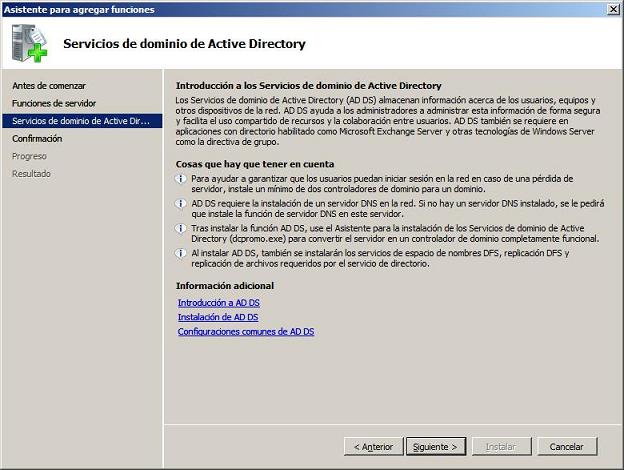 Asistente para agregar funciones
Servicios de dominio de Active Directory
Antes de comenzar
Funciones de servidor
Servicios de dominio de Active Dir...
Confirmación
Progreso
Resultado
Introducción a los Servicios de dominio de Active Directory
Los Servicios de dominio de Active Directory (AD DS) almacenan información acerca de los usuarios, equipos y
otros dispositivos de la red. AD DS ayuda a los administradores a administrar esta información de forma segura
y facilita el uso compartido de recursos y la colaboración entre usuarios. AD DS también se requiere en
aplicaciones con directorio habilitado como Microsoft Exchange Server y otras tecnologías de Windows Server
como la directiva de grupo.
Cosas que hay que tener en cuenta
Para ayudar a garantizar que los usuarios puedan iniciar sesión en la red en caso de una pérdida de
servidor, instale un mínimo de dos controladores de dominio para un dominio.
AD DS requiere la instalación de un servidor DNS en la red. Si no hay un servidor DNS instalado, se le pedirá
que instale la función de servidor DNS en este servidor.
Tras instalar la función AD DS, use el Asistente para la instalación de los Servicios de dominio de Active
Directory (dcpromo.exe) para convertir el servidor en un controlador de dominio completamente funcional.
Al instalar AD DS, también se instalarán los servicios de espacio de nombres DFS, replicación DFS y
replicación de archivos requeridos por el servicio de directorio.
Información adicional
Introducción a AD DS
Instalación de AD DS
Configuraciones comunes de AD DS
< Anterior
Siguiente >
Instalar
Cancelar